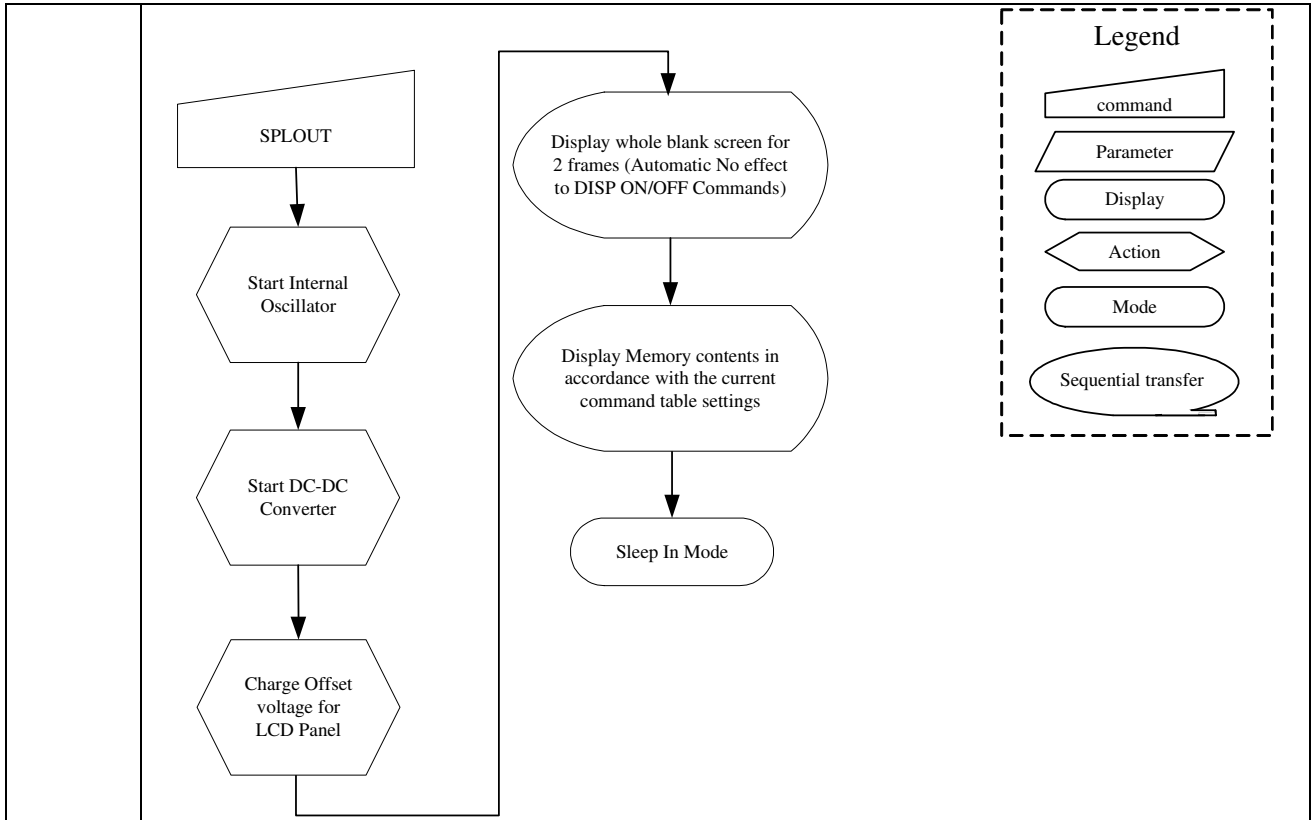 SPLOUT
Start Internal
Oscillator
Start DC-DC
Converter
Charge Offset
voltage for
LCD Panel
Display whole blank screen for
2 frames (Automatic No effect
to DISP ON/OFF Commands)
Display Memory contents in
accordance with the current
command table settings
Sleep In Mode
Legend
command
Parameter
Display
Action
Mode
Sequential transfer